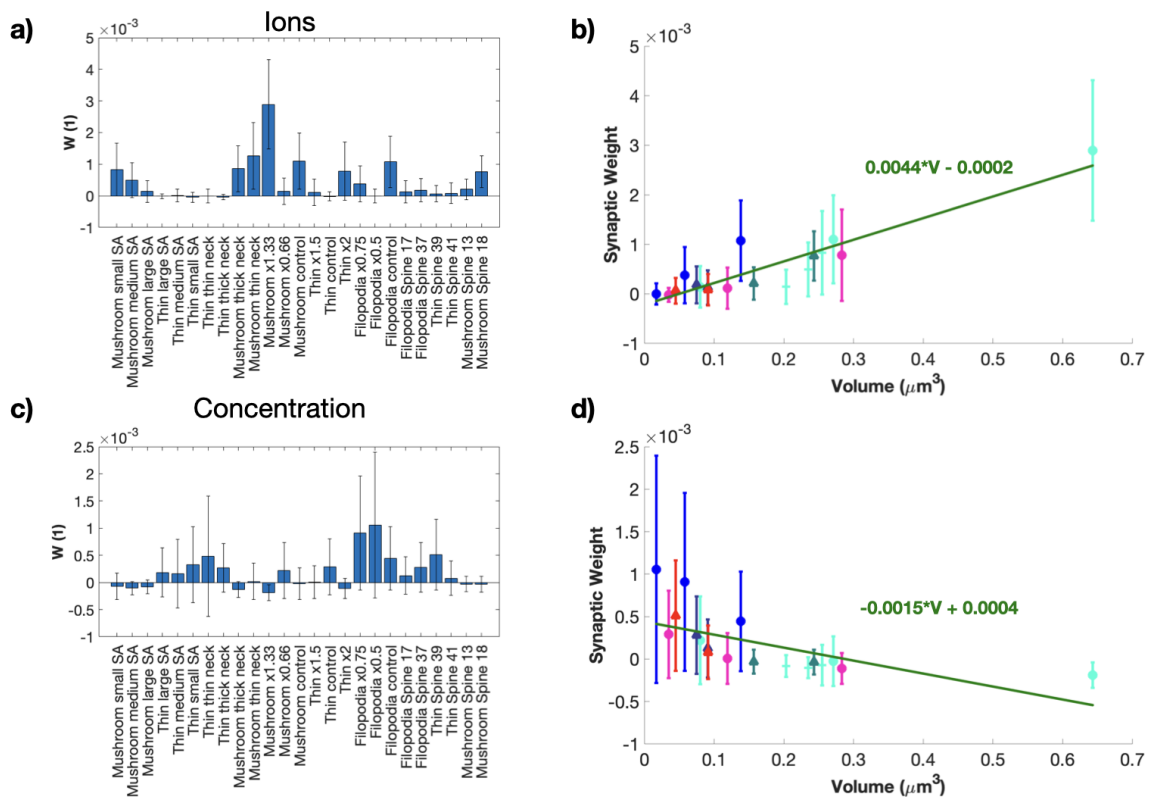 a)
Ions
×10⁻³
5
4
3
2
1
0
-1
W (1)
Mushroom small SA
Mushroom medium SA
Mushroom large SA
Thin large SA
Thin medium SA
Thin small SA
Thin thin neck
Thin thick neck
Mushroom thick neck
Mushroom thin neck
Mushroom x1.33
Mushroom x0.66
Mushroom control
Thin x1.5
Thin control
Thin x2
Filopodia x0.75
Filopodia x0.5
Filopodia control
Filopodia Spine 17
Filopodia Spine 37
Thin Spine 39
Thin Spine 41
Mushroom Spine 13
Mushroom Spine 18
b)
×10⁻³
5
4
3
2
1
0
-1
Synaptic Weight
0.0044*V - 0.0002
0 0.1 0.2 0.3 0.4 0.5 0.6 0.7
Volume (μm³)
c)
Concentration
×10⁻³
2.5
2
1.5
1
0.5
0
-0.5
-1
W (1)
Mushroom small SA
Mushroom medium SA
Mushroom large SA
Thin large SA
Thin medium SA
Thin small SA
Thin thin neck
Thin thick neck
Mushroom thick neck
Mushroom thin neck
Mushroom x1.33
Mushroom x0.66
Mushroom control
Thin x1.5
Thin control
Thin x2
Filopodia x0.75
Filopodia x0.5
Filopodia control
Filopodia Spine 17
Filopodia Spine 37
Thin Spine 39
Thin Spine 41
Mushroom Spine 13
Mushroom Spine 18
d)
×10⁻³
2.5
2
1.5
1
0.5
0
-0.5
-1
Synaptic Weight
-0.0015*V + 0.0004
0 0.1 0.2 0.3 0.4 0.5 0.6 0.7
Volume (μm³)